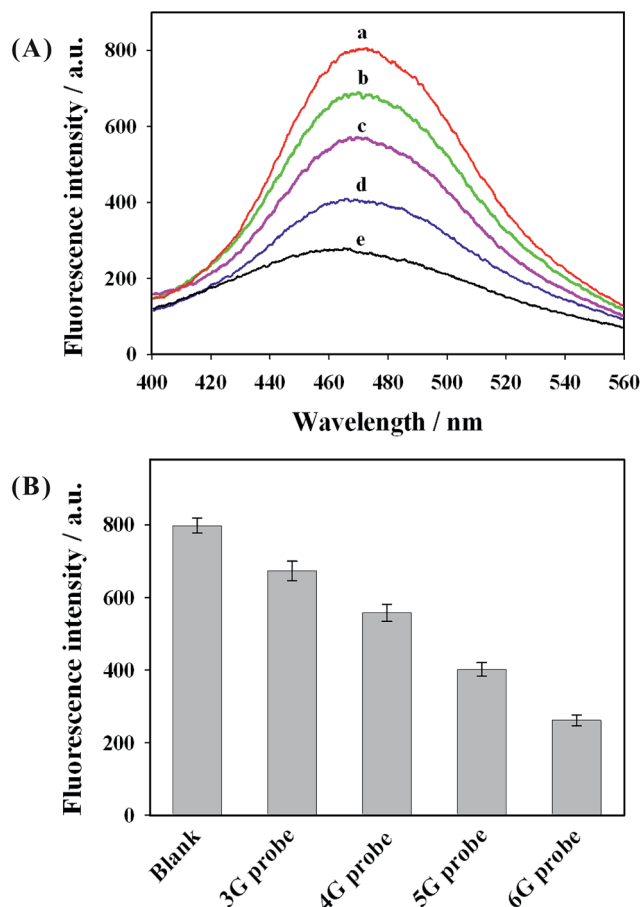 (A)
Fluorescence intensity / a.u.
800
600
400
200
0
a
b
c
d
e
400 420 440 460 480 500 520 540 560
Wavelength / nm
(B)
Fluorescence intensity / a.u.
800
600
400
200
0
Blank
3G probe
4G probe
5G probe
6G probe